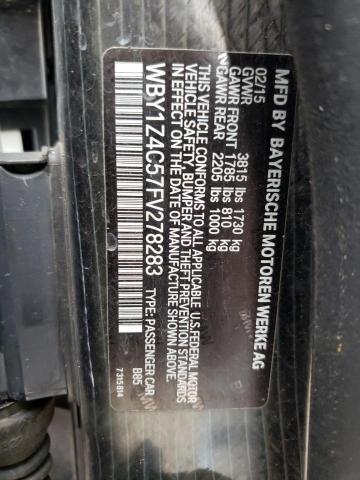 MFD BY BAYERISCHE MOTOREN WERKE AG
02/15
GVWR 3815 lbs 1730 kg
GAWR FRONT 1785 lbs 810 kg
GAWR REAR 2205 lbs 1000 kg
THIS VEHICLE CONFORMS TO ALL APPLICABLE U.S. FEDERAL MOTOR
VEHICLE SAFETY, BUMPER AND THEFT PREVENTION STANDARDS
IN EFFECT ON THE DATE OF MANUFACTURE SHOWN ABOVE.
WBY1Z4C57FV278283 TYPE: PASSENGER CAR
B85
7315614